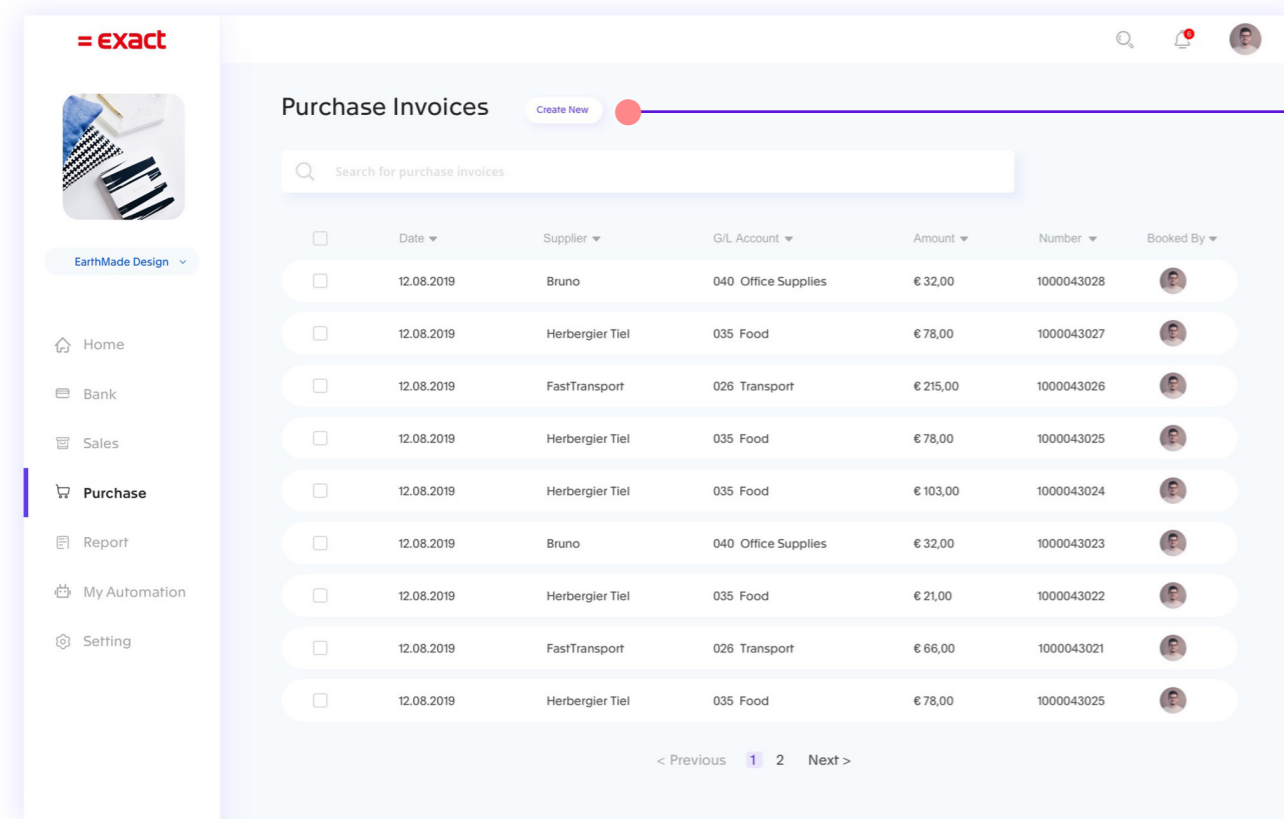 = exact
EarthMade Design
Home
Bank
Sales
Purchase
Report
My Automation
Setting
Purchase Invoices Create New
Search for purchase invoices
Date Supplier G/L Account Amount Number Booked By
12.08.2019 Bruno 040 Office Supplies € 32,00 1000043028
12.08.2019 Herbergier Tiel 035 Food € 78,00 1000043027
12.08.2019 FastTransport 026 Transport € 215,00 1000043026
12.08.2019 Herbergier Tiel 035 Food € 78,00 1000043025
12.08.2019 Herbergier Tiel 035 Food € 103,00 1000043024
12.08.2019 Bruno 040 Office Supplies € 32,00 1000043023
12.08.2019 Herbergier Tiel 035 Food € 21,00 1000043022
12.08.2019 FastTransport 026 Transport € 66,00 1000043021
12.08.2019 Herbergier Tiel 035 Food € 78,00 1000043025
< Previous 1 2 Next >